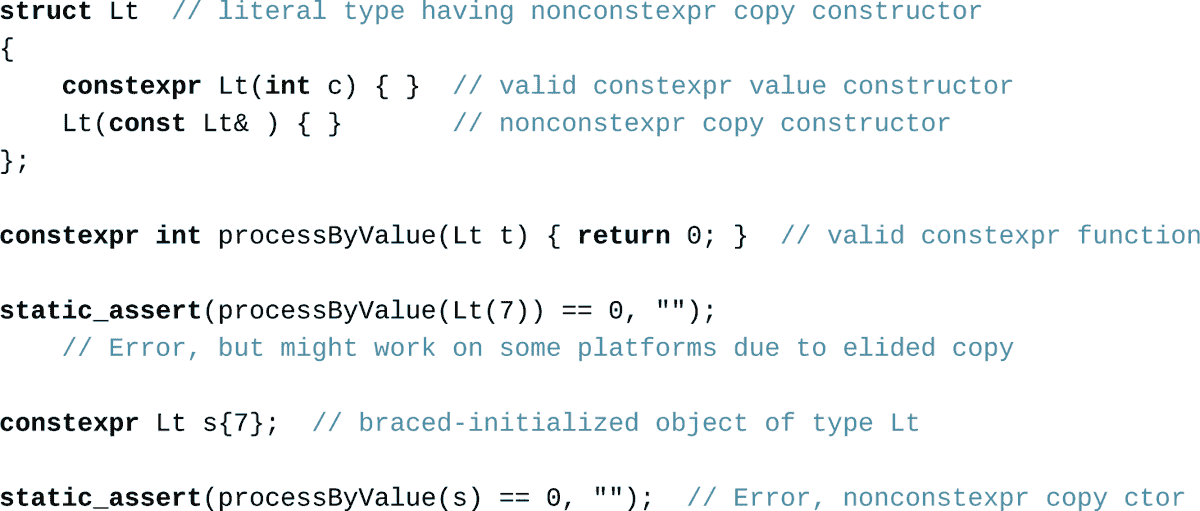 struct Lt  // literal type having nonconstexpr copy constructor
{
    constexpr Lt(int c) { }  // valid constexpr value constructor
    Lt(const Lt& ) { }       // nonconstexpr copy constructor
};
constexpr int processByValue(Lt t) { return 0; }  // valid constexpr function
static_assert(processByValue(Lt(7)) == 0, "");
    // Error, but might work on some platforms due to elided copy
constexpr Lt s{7};  // braced-initialized object of type Lt
static_assert(processByValue(s) == 0, "");  // Error, nonconstexpr copy ctor